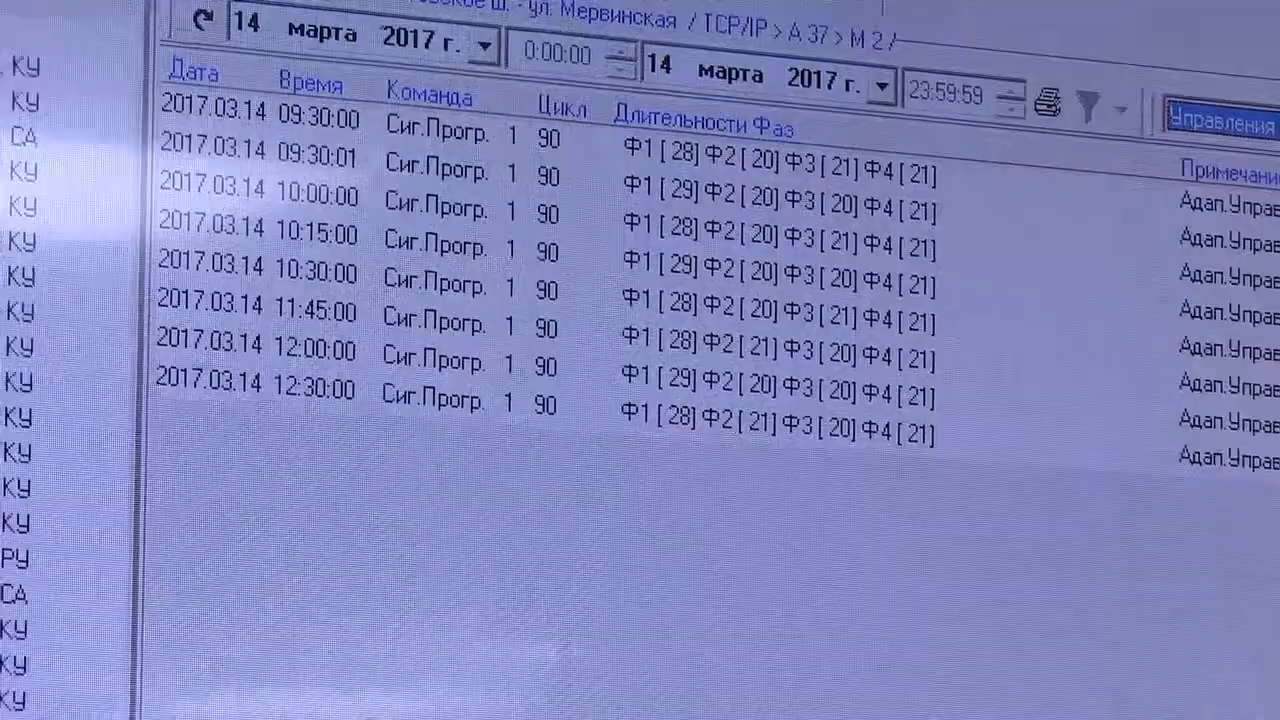 ул. Мервинская / TCP/IP > А 37 > М 2 /
14 марта 2017 г. 0:00:00 14 марта 2017 г. 23:59:59 Управления
Дата Время Команда Цикл Длительности Фаз Примечани
2017.03.14 09:30:00 Сиг.Прогр. 1 90 Ф1 [ 28] Ф2 [ 20] Ф3 [ 21] Ф4 [ 21] Адап.Управ
2017.03.14 09:30:01 Сиг.Прогр. 1 90 Ф1 [ 29] Ф2 [ 20] Ф3 [ 20] Ф4 [ 21] Адап.Управ
2017.03.14 10:00:00 Сиг.Прогр. 1 90 Ф1 [ 28] Ф2 [ 20] Ф3 [ 21] Ф4 [ 21] Адап.Управ
2017.03.14 10:15:00 Сиг.Прогр. 1 90 Ф1 [ 29] Ф2 [ 20] Ф3 [ 20] Ф4 [ 21] Адап.Управ
2017.03.14 10:30:00 Сиг.Прогр. 1 90 Ф1 [ 28] Ф2 [ 20] Ф3 [ 21] Ф4 [ 21] Адап.Управ
2017.03.14 11:45:00 Сиг.Прогр. 1 90 Ф1 [ 28] Ф2 [ 21] Ф3 [ 20] Ф4 [ 21] Адап.Управ
2017.03.14 12:00:00 Сиг.Прогр. 1 90 Ф1 [ 29] Ф2 [ 20] Ф3 [ 20] Ф4 [ 21] Адап.Управ
2017.03.14 12:30:00 Сиг.Прогр. 1 90 Ф1 [ 28] Ф2 [ 21] Ф3 [ 20] Ф4 [ 21] Адап.Управ
КУ
КУ
СА
КУ
КУ
КУ
КУ
КУ
КУ
КУ
КУ
КУ
КУ
КУ
РУ
СА
КУ
КУ
КУ